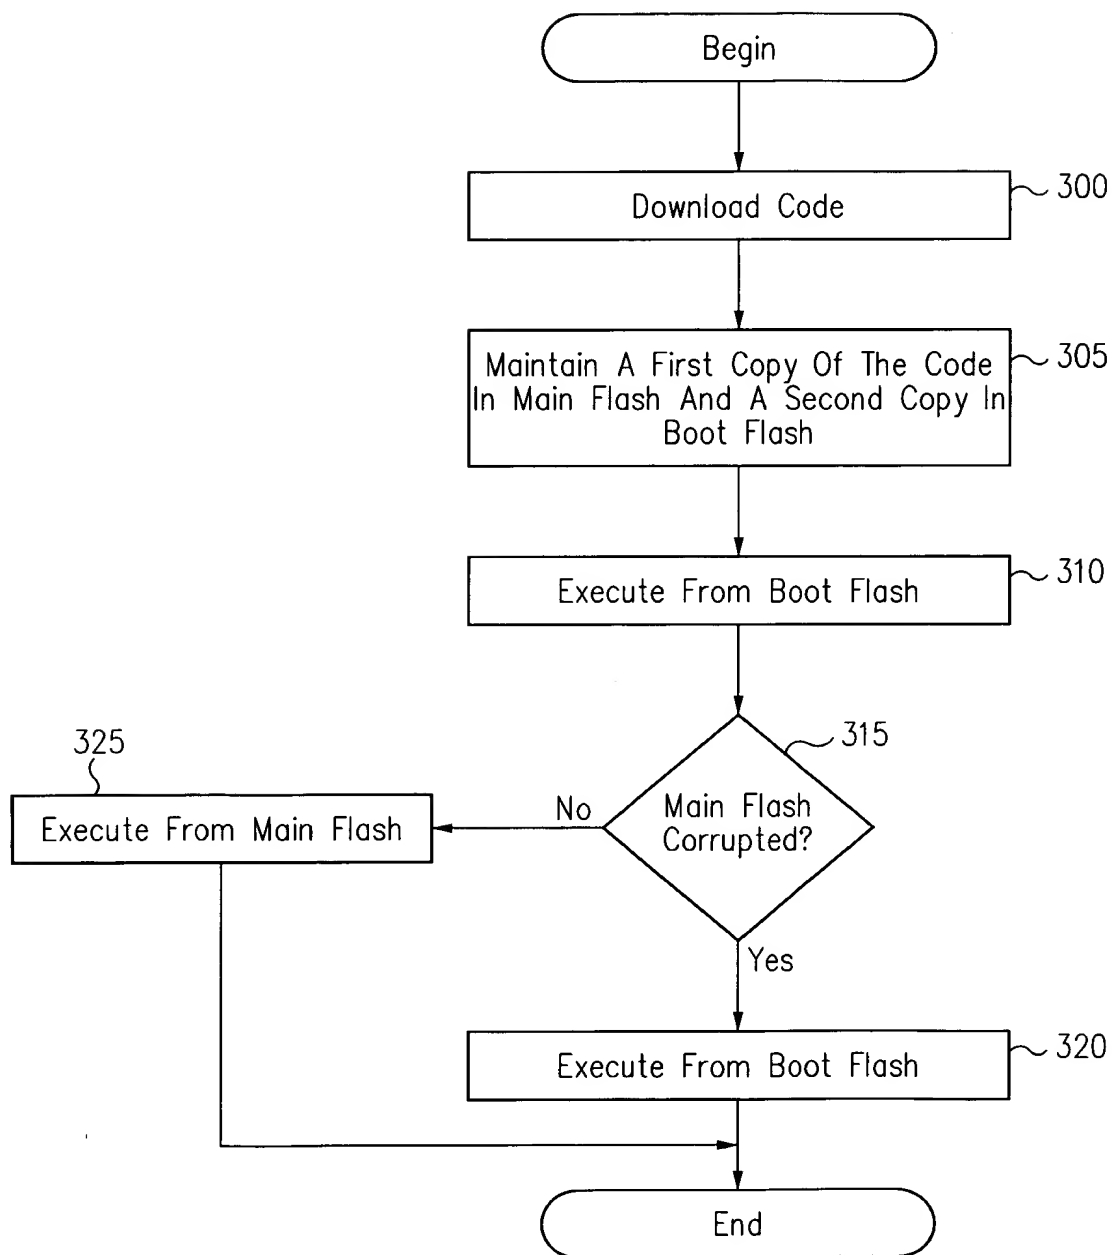 Begin
Download Code
300
Maintain A First Copy Of The Code
In Main Flash And A Second Copy In
Boot Flash
305
Execute From Boot Flash
310
315
Main Flash
Corrupted?
No
325
Execute From Main Flash
Yes
Execute From Boot Flash
320
End